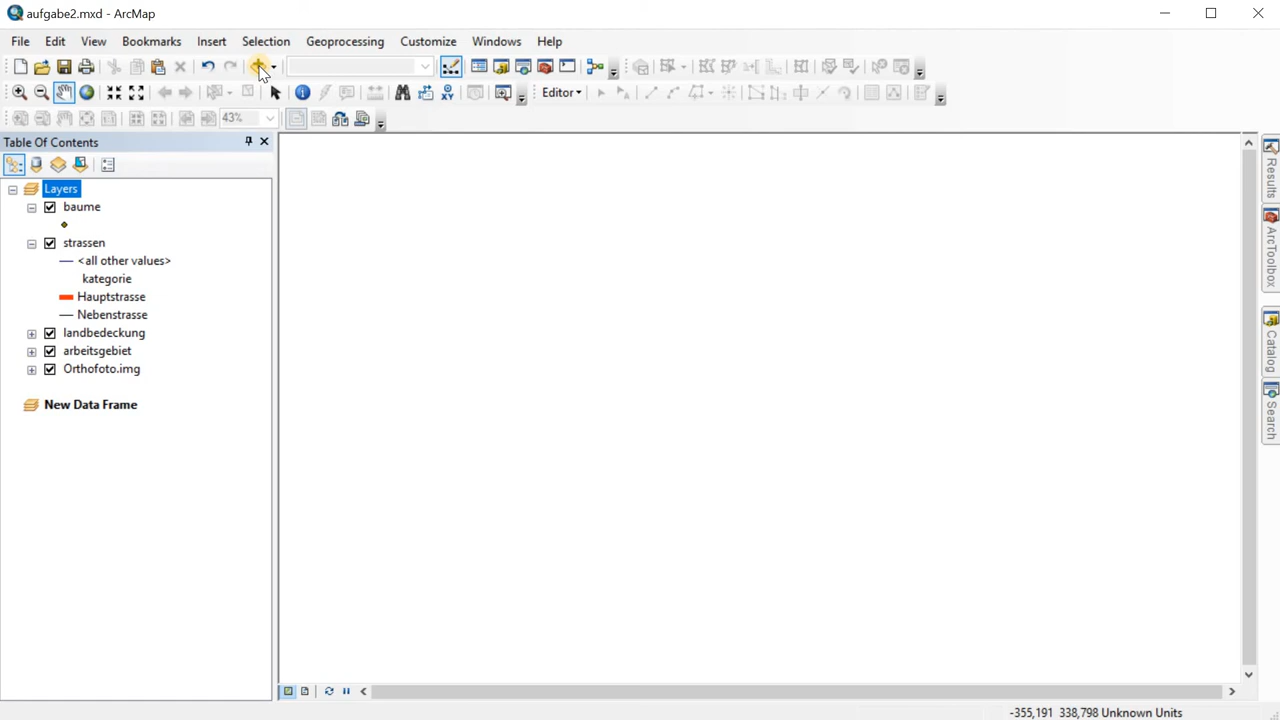 aufgabe2.mxd - ArcMap
File Edit View Bookmarks Insert Selection Geoprocessing Customize Windows Help
Editor
43%
Table Of Contents
Layers
baume
strassen
<all other values>
kategorie
Hauptstrasse
Nebenstrasse
landbedeckung
arbeitsgebiet
Orthofoto.img
New Data Frame
Results
ArcToolbox
Catalog
Search
-355,191 338,798 Unknown Units